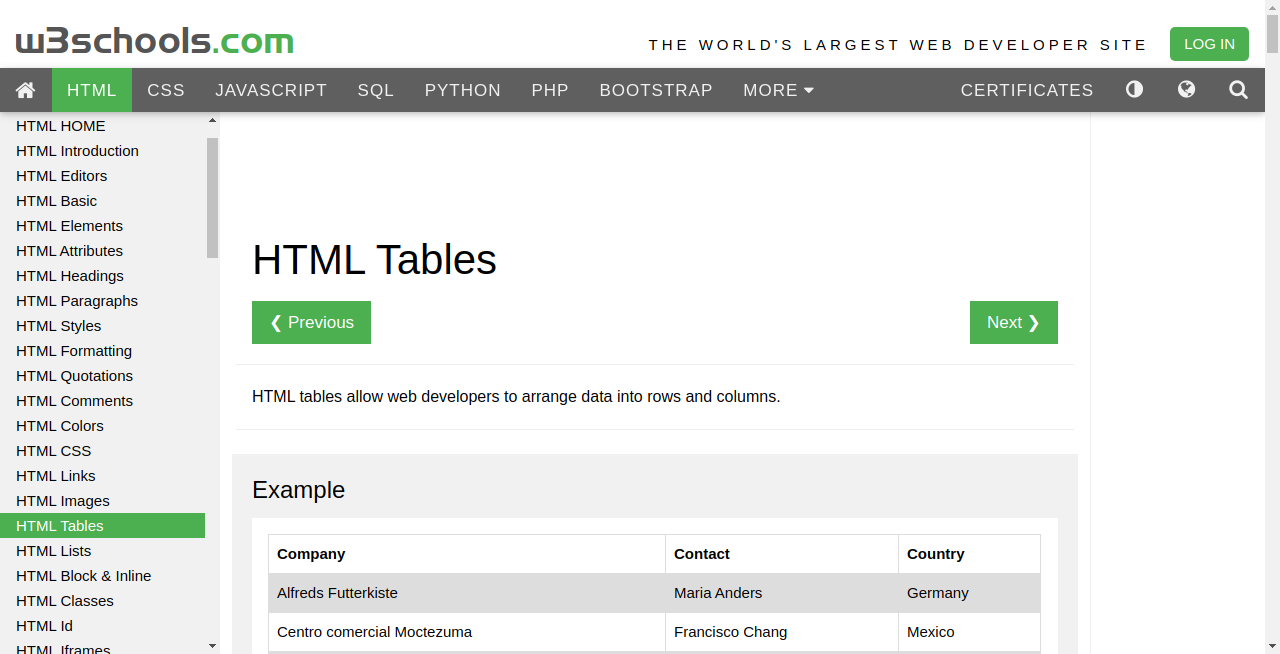 w3schools.com
THE WORLD'S LARGEST WEB DEVELOPER SITE
LOG IN
HTML CSS JAVASCRIPT SQL PYTHON PHP BOOTSTRAP MORE CERTIFICATES
HTML HOME
HTML Introduction
HTML Editors
HTML Basic
HTML Elements
HTML Attributes
HTML Headings
HTML Paragraphs
HTML Styles
HTML Formatting
HTML Quotations
HTML Comments
HTML Colors
HTML CSS
HTML Links
HTML Images
HTML Tables
HTML Lists
HTML Block & Inline
HTML Classes
HTML Id
HTML Iframes
HTML Tables
❮ Previous
Next ❯
HTML tables allow web developers to arrange data into rows and columns.
Example
Company Contact Country
Alfreds Futterkiste Maria Anders Germany
Centro comercial Moctezuma Francisco Chang Mexico